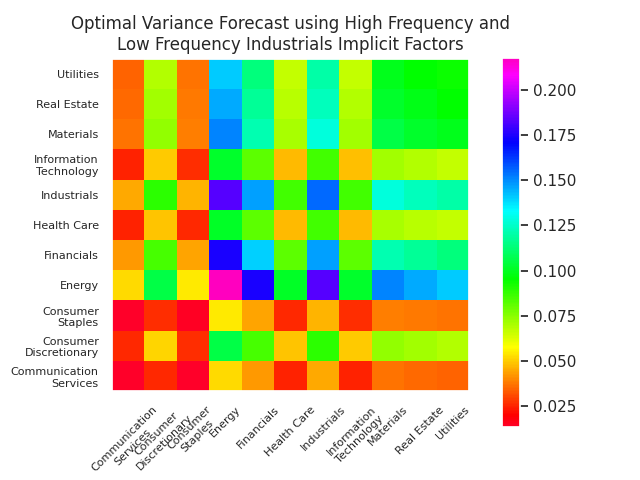 Optimal Variance Forecast using High Frequency and
Low Frequency Industrials Implicit Factors
Utilities
Real Estate
Materials
Information
Technology
Industrials
Health Care
Financials
Energy
Consumer
Staples
Consumer
Discretionary
Communication
Services
Communication
Services
Consumer
Discretionary
Consumer
Staples
Energy
Financials
Health Care
Industrials
Information
Technology
Materials
Real Estate
Utilities
0.200
0.175
0.150
0.125
0.100
0.075
0.050
0.025